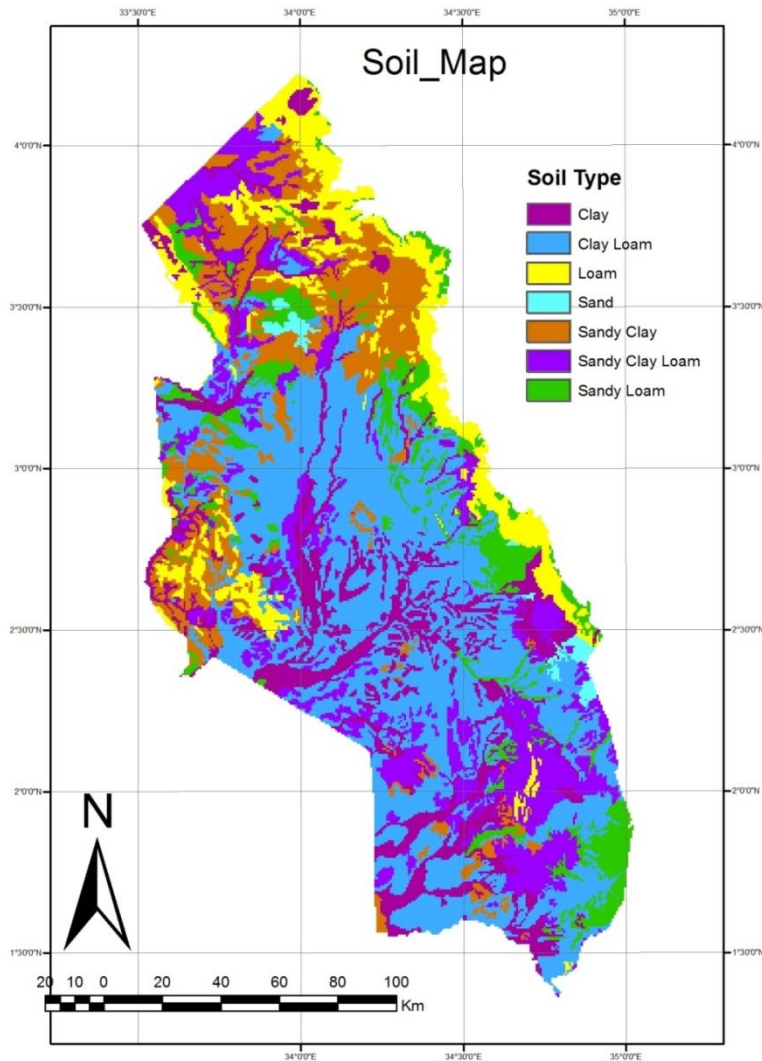 33°30'0"E 34°0'0"E 34°30'0"E 35°0'0"E
Soil_Map
4°0'0"N 4°0'0"N
Soil Type
Clay
Clay Loam
Loam
Sand
Sandy Clay
Sandy Clay Loam
Sandy Loam
3°30'0"N 3°30'0"N
3°0'0"N 3°0'0"N
2°30'0"N 2°30'0"N
2°0'0"N 2°0'0"N
N
1°30'0"N 1°30'0"N
20 10 0 20 40 60 80 100
Km
34°0'0"E 34°30'0"E 35°0'0"E